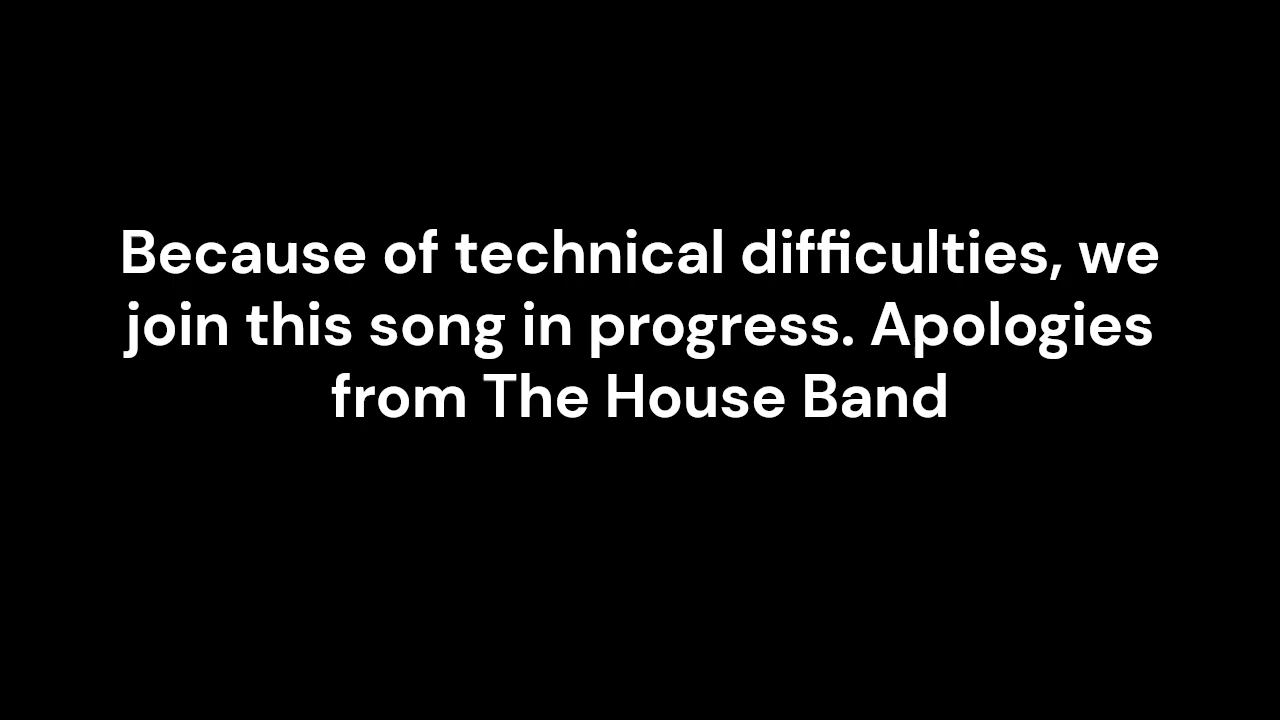 Because of technical difficulties, we
join this song in progress. Apologies
from The House Band